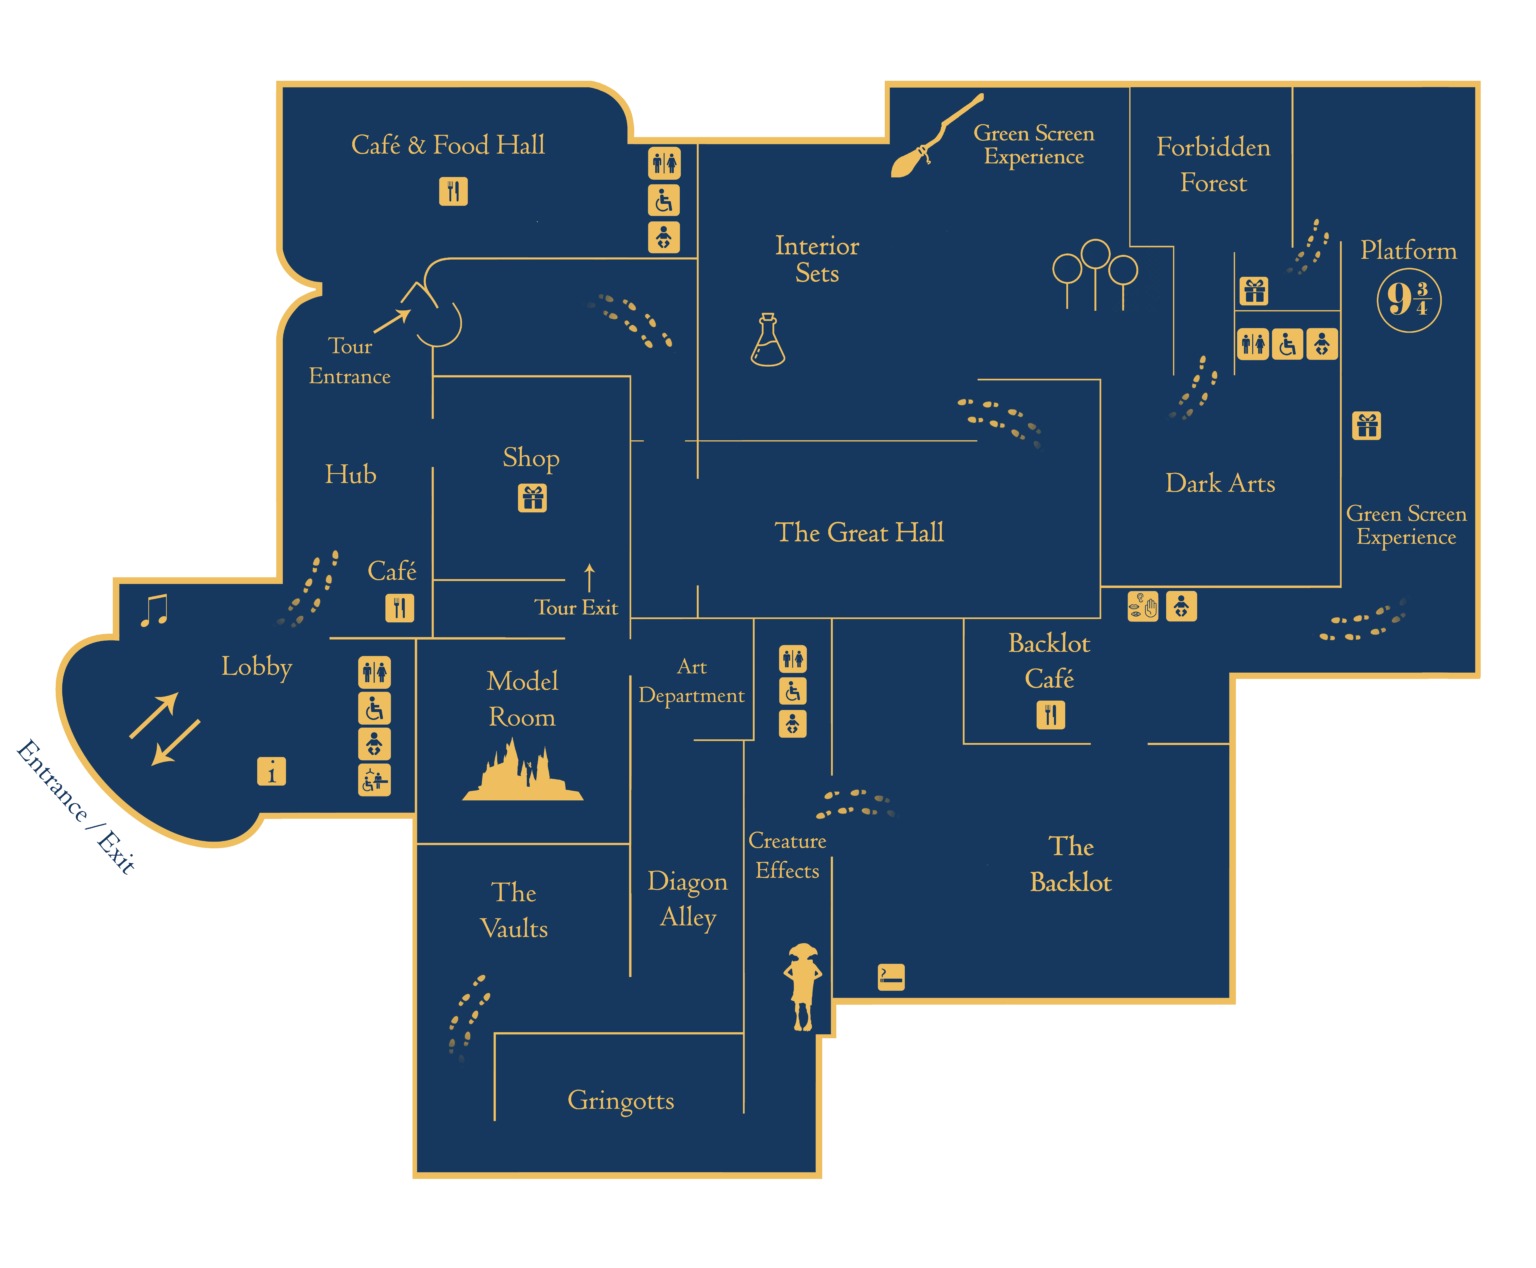 Café & Food Hall
Green Screen
Experience
Forbidden
Forest
Interior
Sets
Platform
9 3/4
Tour
Entrance
Hub
Shop
The Great Hall
Dark Arts
Green Screen
Experience
Café
Tour Exit
Lobby
Model
Room
Art
Department
Backlot
Café
Entrance / Exit
i
Creature
Effects
The
Backlot
The
Vaults
Diagon
Alley
Gringotts